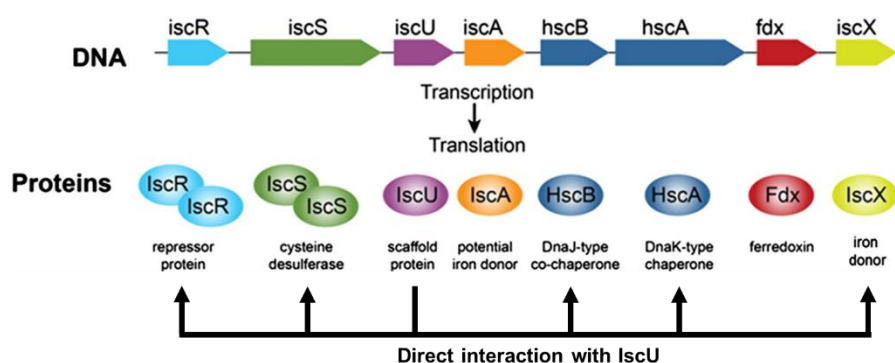 iscR iscS iscU iscA hscB hscA fdx iscX
DNA
Transcription
Translation
Proteins
IscR IscR IscS IscS IscU IscA HscB HscA Fdx IscX
repressor protein
cysteine desulferase
scaffold protein
potential iron donor
DnaJ-type co-chaperone
DnaK-type chaperone
ferredoxin
iron donor
Direct interaction with IscU